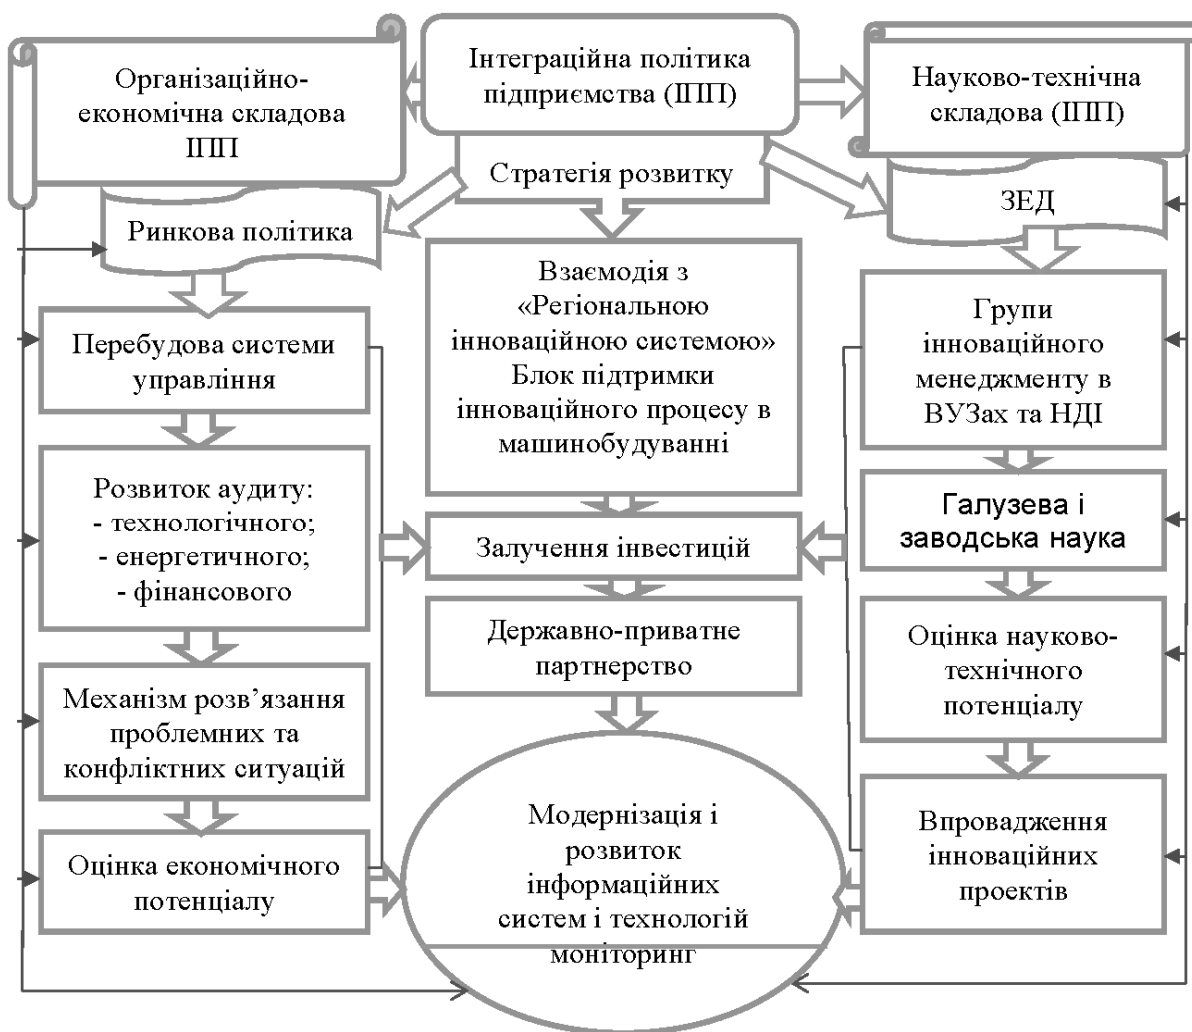 Організаційно-
економічна складова
ІПП
Інтеграційна політика
підприємства (ІПП)
Науково-технічна
складова (ІПП)
Стратегія розвитку
Ринкова політика
ЗЕД
Взаємодія з
«Регіональною
інноваційною системою»
Блок підтримки
інноваційного процесу в
машинобудуванні
Перебудова системи
управління
Групи
інноваційного
менеджменту в
ВУЗах та НДІ
Розвиток аудиту:
- технологічного;
- енергетичного;
- фінансового
Залучення інвестицій
Галузева і
заводська наука
Державно-приватне
партнерство
Оцінка науково-
технічного
потенціалу
Механізм розв’язання
проблемних та
конфліктних ситуацій
Оцінка економічного
потенціалу
Модернізація і
розвиток
інформаційних
систем і технологій
моніторинг
Впровадження
інноваційних
проектів